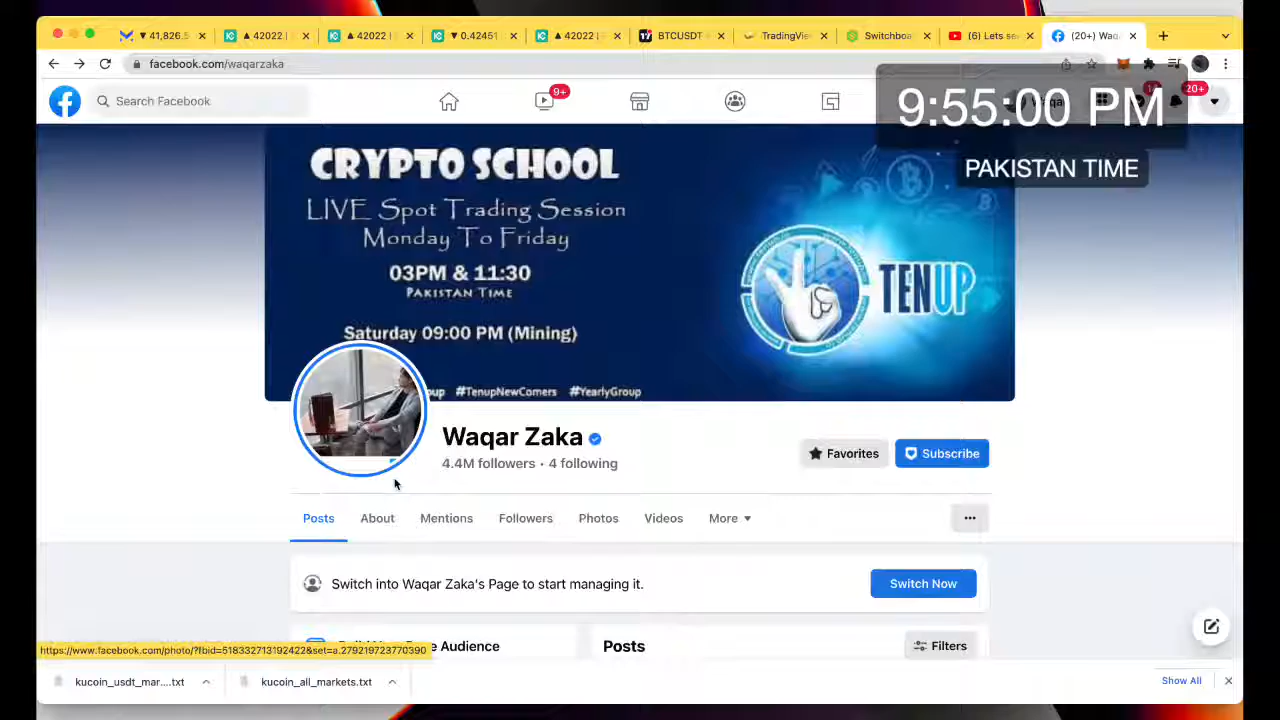 ▼ 41,826.5
▲ 42022 |
▲ 42022 |
▼ 0.42451
▲ 42022 |
BTCUSDT
TradingView
Switchboa
(6) Lets se
(20+) Waq
facebook.com/waqarzaka
Search Facebook
9+
20+
9:55:00 PM
PAKISTAN TIME
CRYPTO SCHOOL
LIVE Spot Trading Session
Monday To Friday
03PM & 11:30
PAKISTAN TIME
Saturday 09:00 PM (Mining)
#TenupNewComers #YearlyGroup
TENUP
Waqar Zaka
4.4M followers · 4 following
Favorites
Subscribe
Posts About Mentions Followers Photos Videos More
Switch into Waqar Zaka's Page to start managing it.
Switch Now
Audience
Posts
Filters
https://www.facebook.com/photo/?fbid=518332713192422&set=a.279219723770390
kucoin_usdt_mar....txt
kucoin_all_markets.txt
Show All